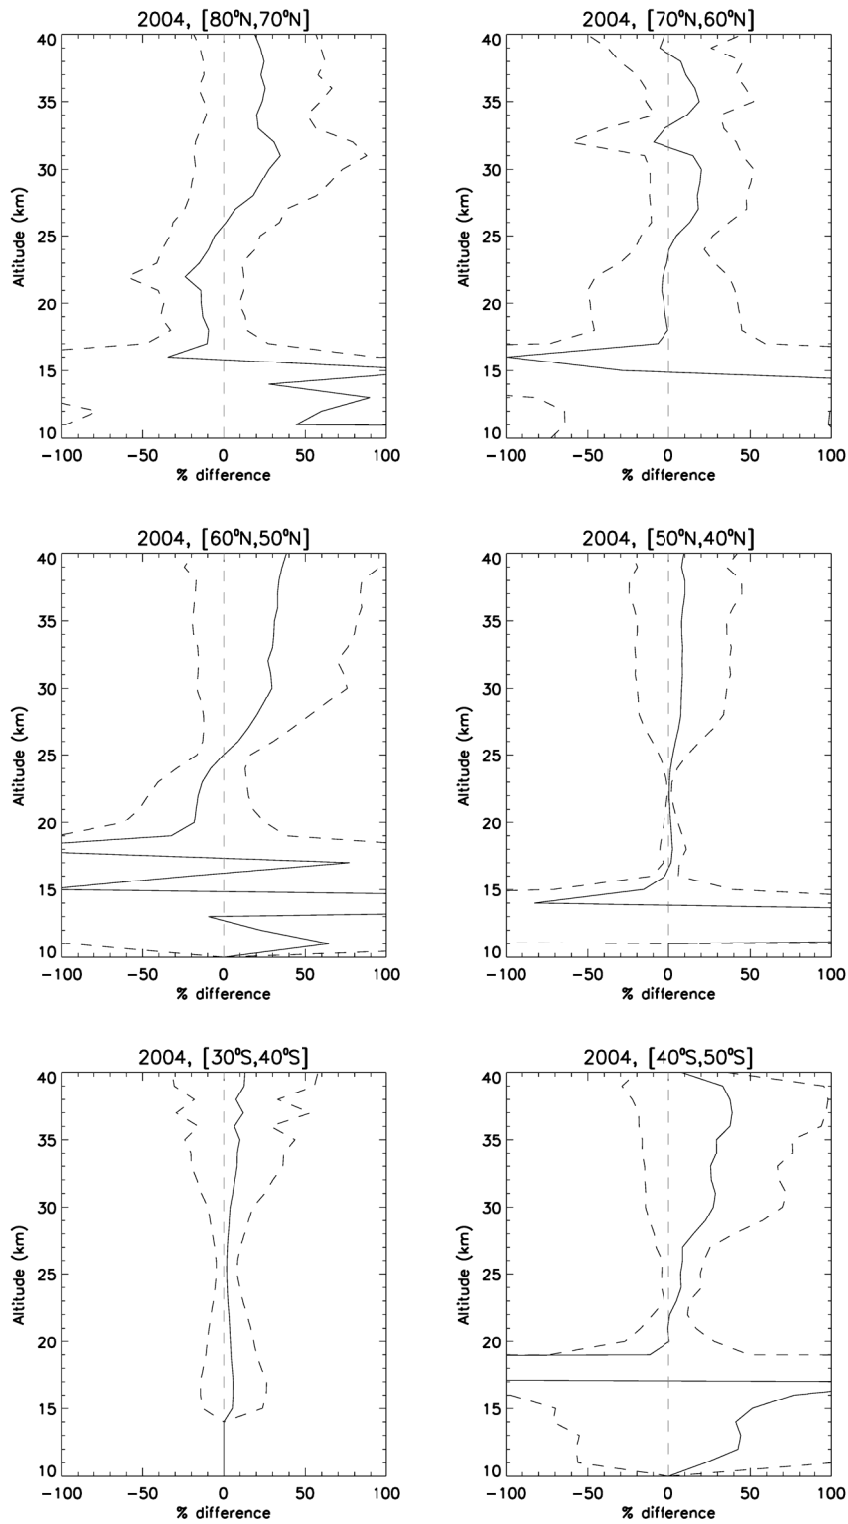 2004, [80°N,70°N]
40
35
30
25
20
15
10
Altitude (km)
-100 -50 0 50 100
% difference
2004, [70°N,60°N]
40
35
30
25
20
15
10
Altitude (km)
-100 -50 0 50 100
% difference
2004, [60°N,50°N]
40
35
30
25
20
15
10
Altitude (km)
-100 -50 0 50 100
% difference
2004, [50°N,40°N]
40
35
30
25
20
15
10
Altitude (km)
-100 -50 0 50 100
% difference
2004, [30°S,40°S]
40
35
30
25
20
15
10
Altitude (km)
-100 -50 0 50 100
% difference
2004, [40°S,50°S]
40
35
30
25
20
15
10
Altitude (km)
-100 -50 0 50 100
% difference